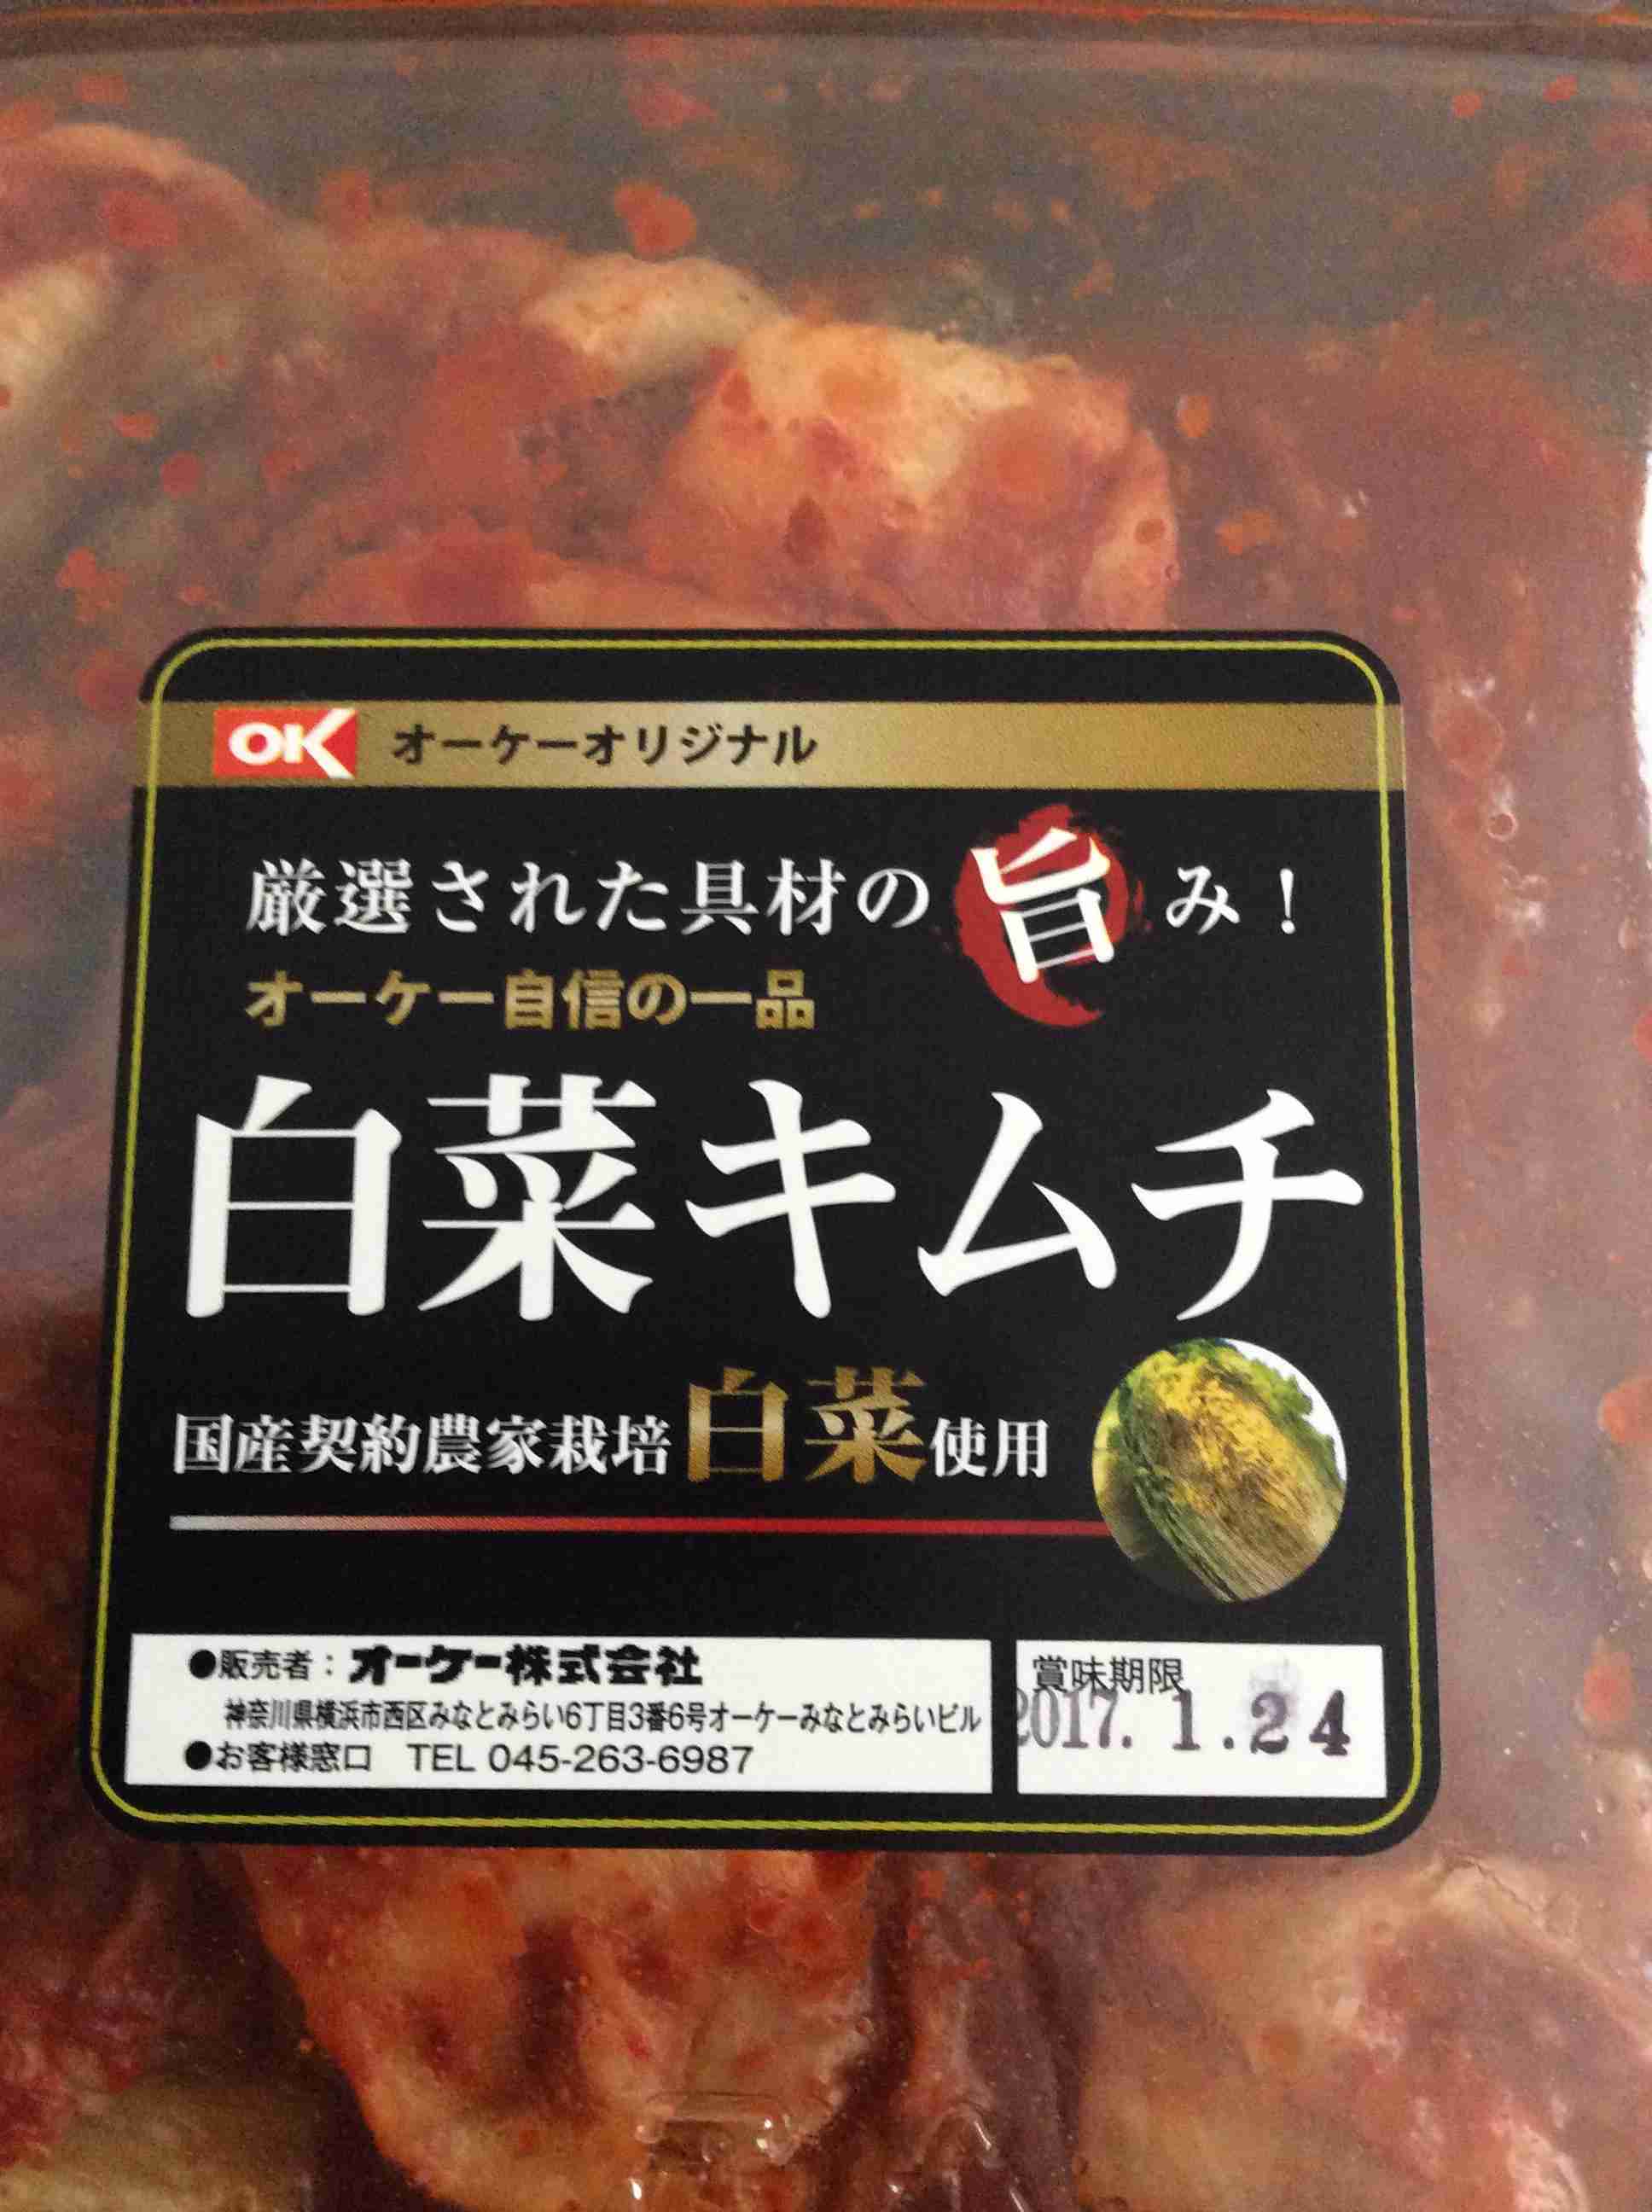 OK オーケーオリジナル
厳選された具材の旨み!
オーケー自信の一品
白菜キムチ
国産契約農家栽培白菜使用
●販売者:オーケー株式会社
神奈川県横浜市西区みなとみらい6丁目3番6号オーケーみなとみらいビル
●お客様窓口 TEL 045-263-6987
賞味期限
2017. 1.24